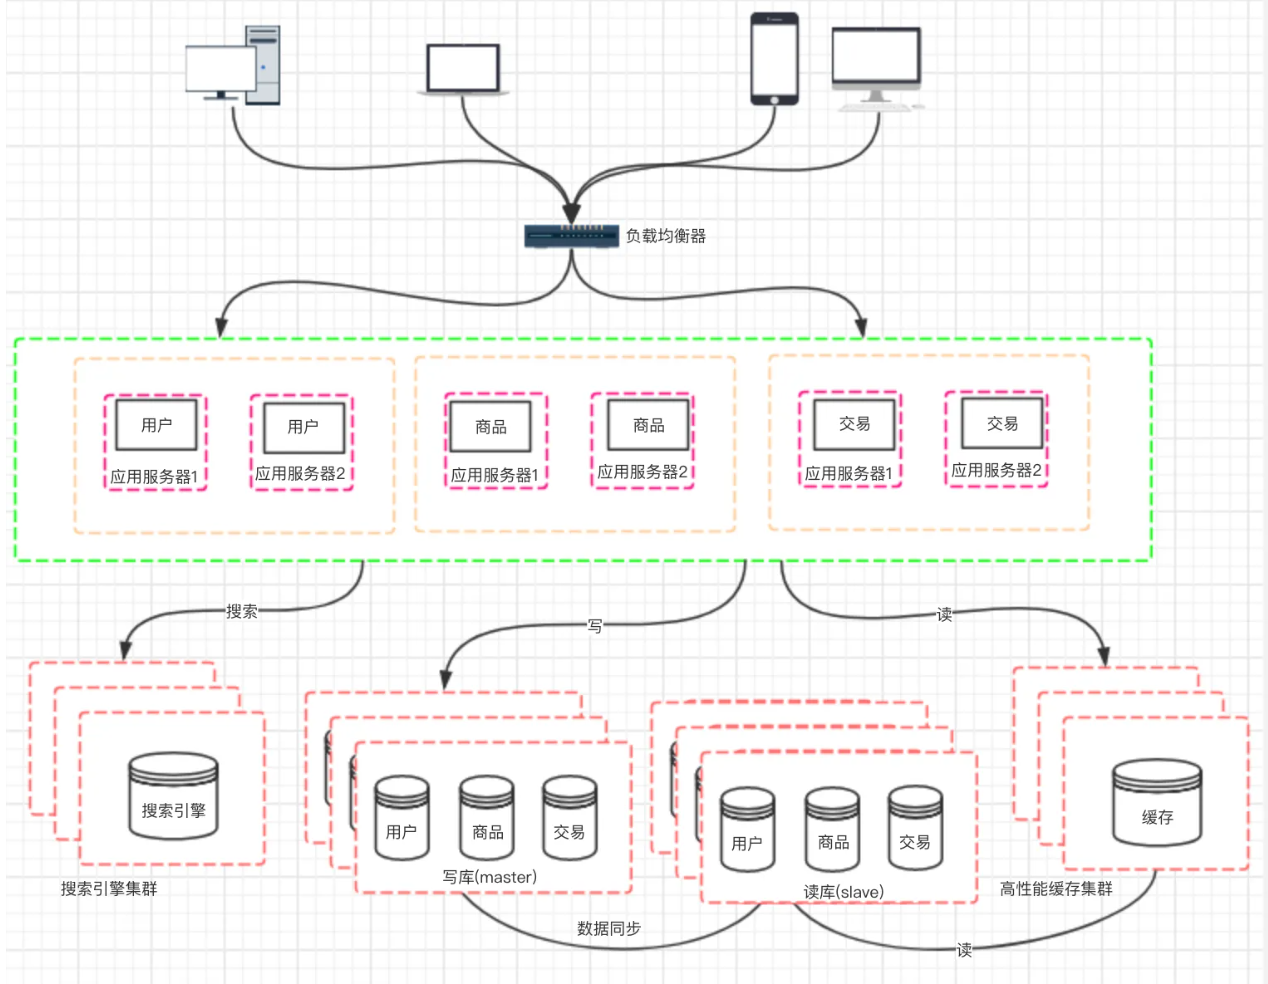 负载均衡器
用户
用户
商品
商品
交易
交易
应用服务器1
应用服务器2
应用服务器1
应用服务器2
应用服务器1
应用服务器2
搜索
写
读
搜索引擎
用户
商品
交易
用户
商品
交易
缓存
写库(master)
读库(slave)
搜索引擎集群
高性能缓存集群
数据同步
读